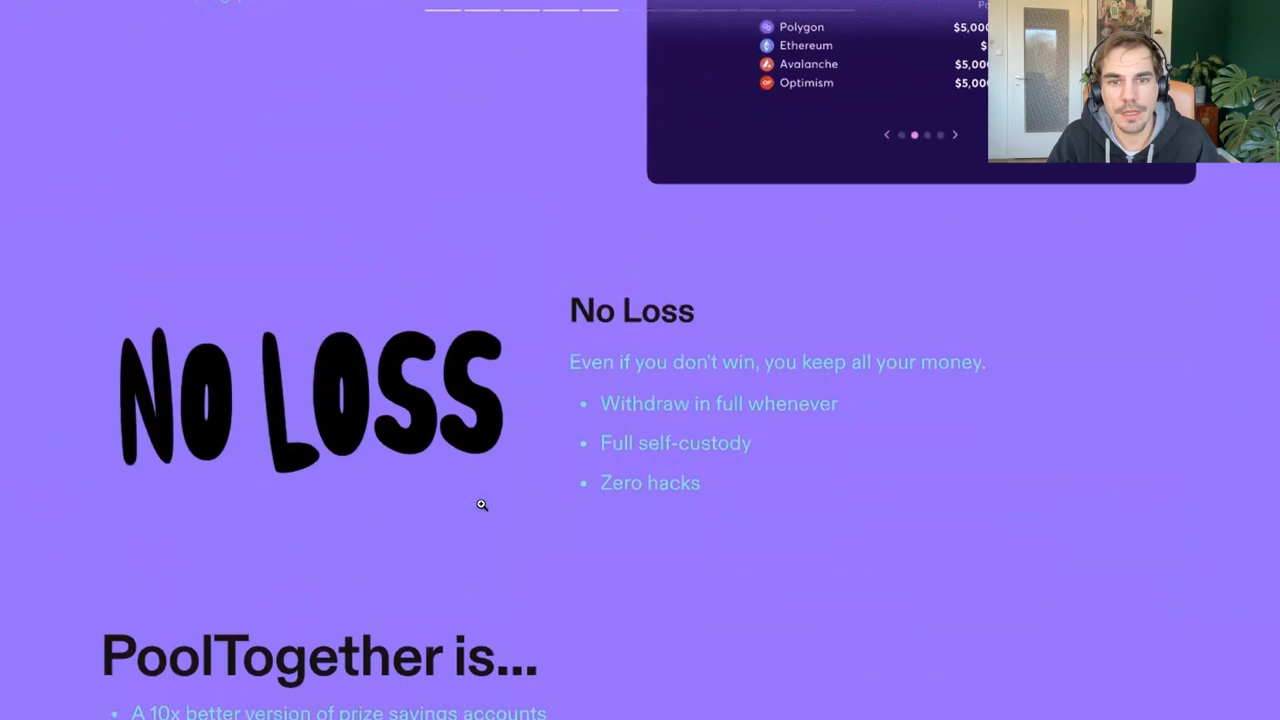 Polygon
$5,000
Ethereum
$
Avalanche
$5,000
Optimism
$5,000
OP
NO LOSS
No Loss
Even if you don't win, you keep all your money.
• Withdraw in full whenever
• Full self-custody
• Zero hacks
PoolTogether is...
• A 10x better version of prize savings accounts